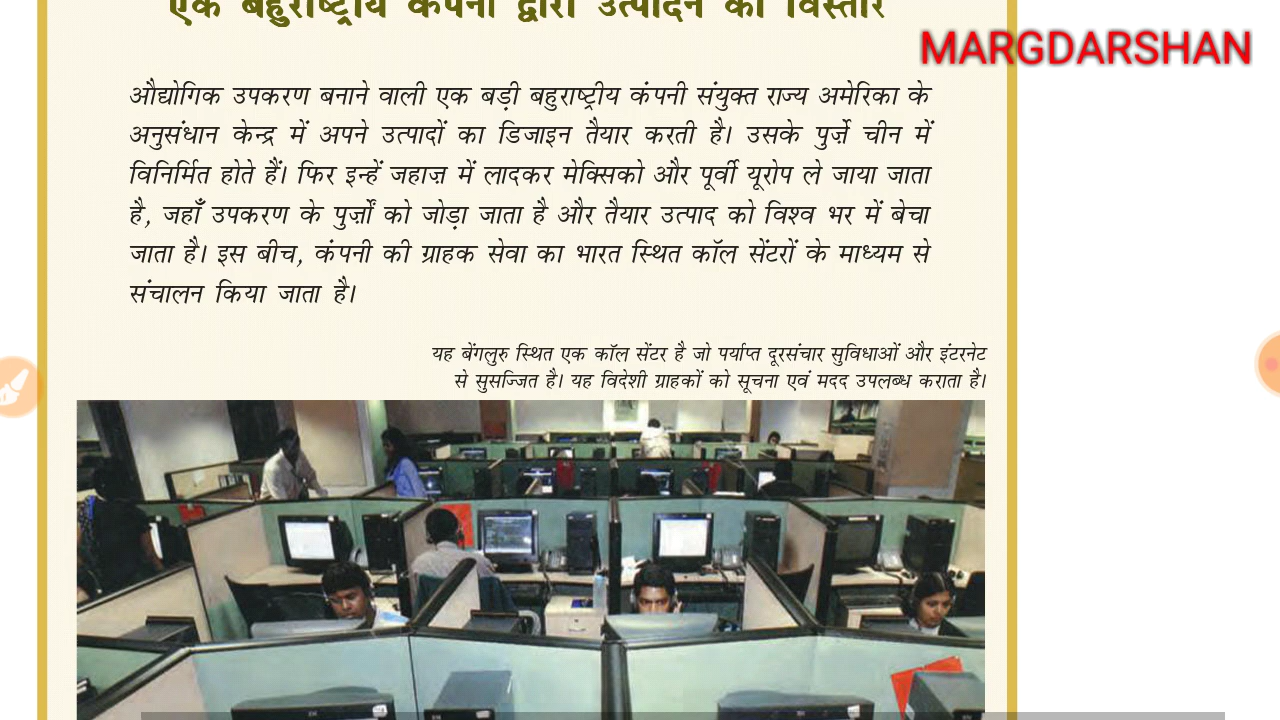 एक बहुराष्ट्रीय कंपनी द्वारा उत्पादन का विस्तार
MARGDARSHAN
औद्योगिक उपकरण बनाने वाली एक बड़ी बहुराष्ट्रीय कंपनी संयुक्त राज्य अमेरिका के
अनुसंधान केन्द्र में अपने उत्पादों का डिजाइन तैयार करती है। उसके पुर्ज़े चीन में
विनिर्मित होते हैं। फिर इन्हें जहाज़ में लादकर मेक्सिको और पूर्वी यूरोप ले जाया जाता
है, जहाँ उपकरण के पुर्ज़ों को जोड़ा जाता है और तैयार उत्पाद को विश्व भर में बेचा
जाता है। इस बीच, कंपनी की ग्राहक सेवा का भारत स्थित कॉल सेंटरों के माध्यम से
संचालन किया जाता है।
यह बेंगलुरु स्थित एक कॉल सेंटर है जो पर्याप्त दूरसंचार सुविधाओं और इंटरनेट
से सुसज्जित है। यह विदेशी ग्राहकों को सूचना एवं मदद उपलब्ध कराता है।